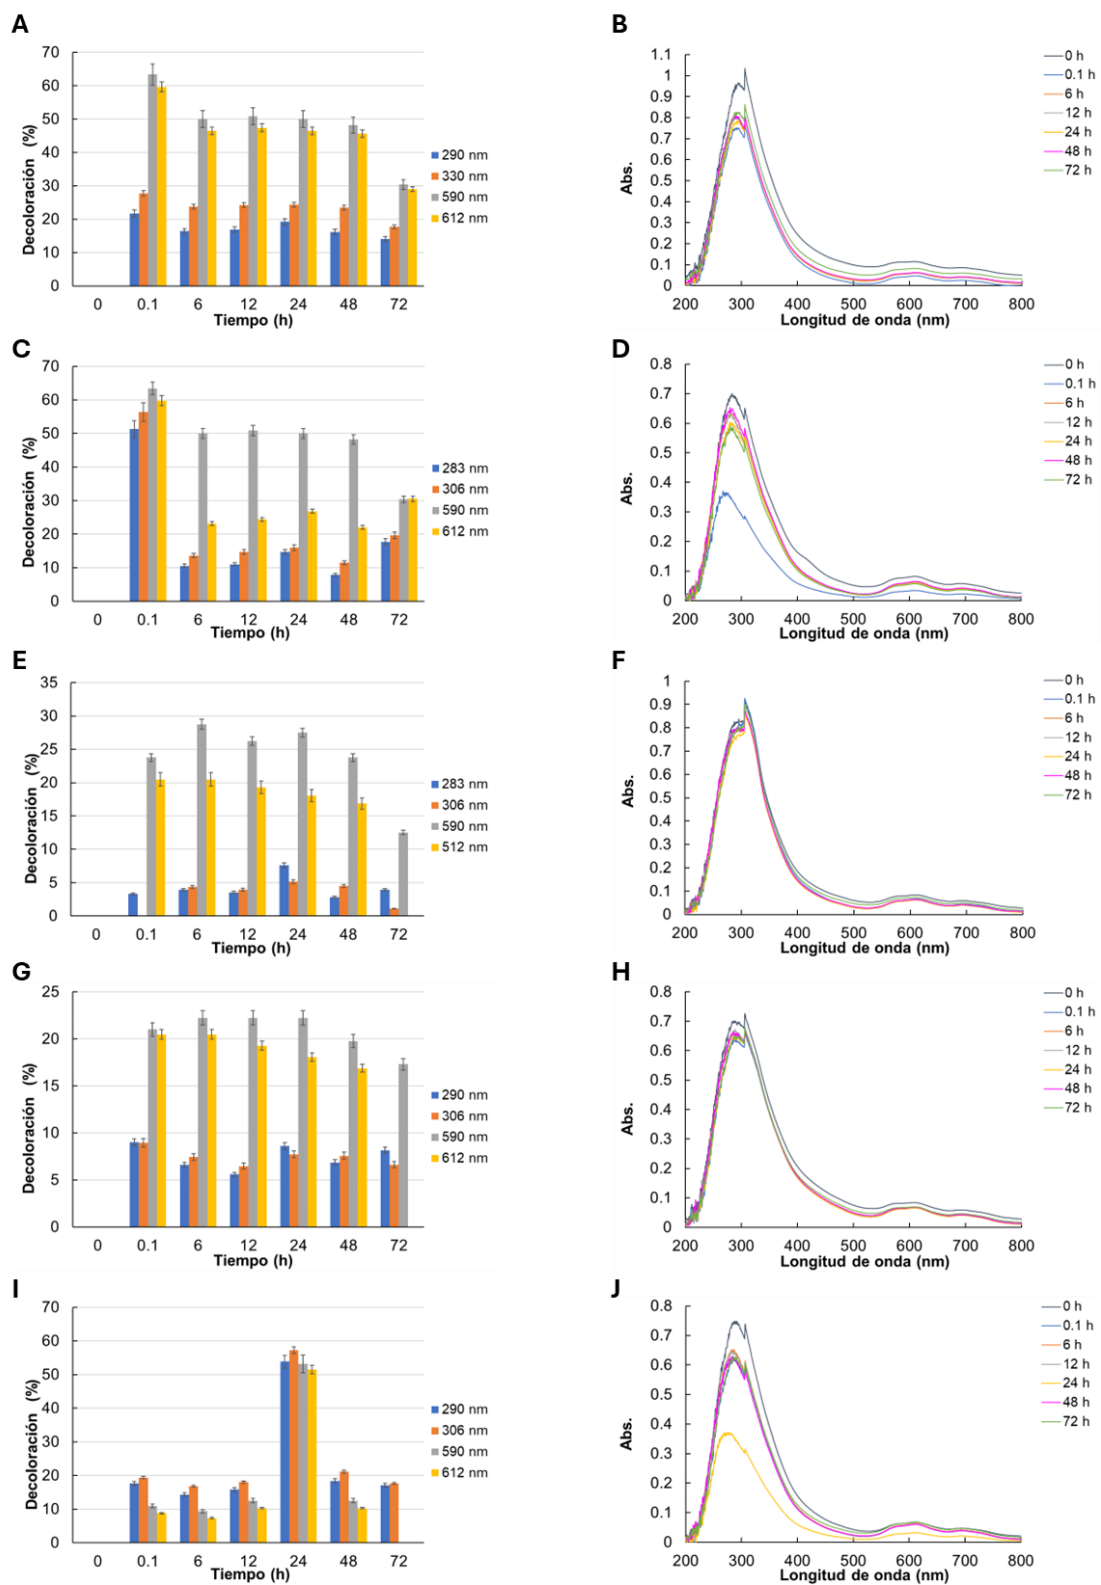 A
70
60
50
40
30
20
10
0
Decoloración (%)
0 0.1 6 12 24 48 72
Tiempo (h)
290 nm
330 nm
590 nm
612 nm
B
1.1
1
0.9
0.8
0.7
0.6
0.5
0.4
0.3
0.2
0.1
0
Abs.
200 300 400 500 600 700 800
Longitud de onda (nm)
0 h
0.1 h
6 h
12 h
24 h
48 h
72 h
C
70
60
50
40
30
20
10
0
Decoloración (%)
0 0.1 6 12 24 48 72
Tiempo (h)
283 nm
306 nm
590 nm
612 nm
D
0.8
0.7
0.6
0.5
0.4
0.3
0.2
0.1
0
Abs.
200 300 400 500 600 700 800
Longitud de onda (nm)
0 h
0.1 h
6 h
12 h
24 h
48 h
72 h
E
35
30
25
20
15
10
5
0
Decoloración (%)
0 0.1 6 12 24 48 72
Tiempo (h)
283 nm
306 nm
590 nm
512 nm
F
1
0.9
0.8
0.7
0.6
0.5
0.4
0.3
0.2
0.1
0
Abs.
200 300 400 500 600 700 800
Longitud de onda (nm)
0 h
0.1 h
6 h
12 h
24 h
48 h
72 h
G
25
20
15
10
5
0
Decoloración (%)
0 0.1 6 12 24 48 72
Tiempo (h)
290 nm
306 nm
590 nm
612 nm
H
0.8
0.7
0.6
0.5
0.4
0.3
0.2
0.1
0
Abs.
200 300 400 500 600 700 800
Longitud de onda (nm)
0 h
0.1 h
6 h
12 h
24 h
48 h
72 h
I
70
60
50
40
30
20
10
0
Decoloración (%)
0 0.1 6 12 24 48 72
Tiempo (h)
290 nm
306 nm
590 nm
612 nm
J
0.8
0.7
0.6
0.5
0.4
0.3
0.2
0.1
0
Abs.
200 300 400 500 600 700 800
Longitud de onda (nm)
0 h
0.1 h
6 h
12 h
24 h
48 h
72 h